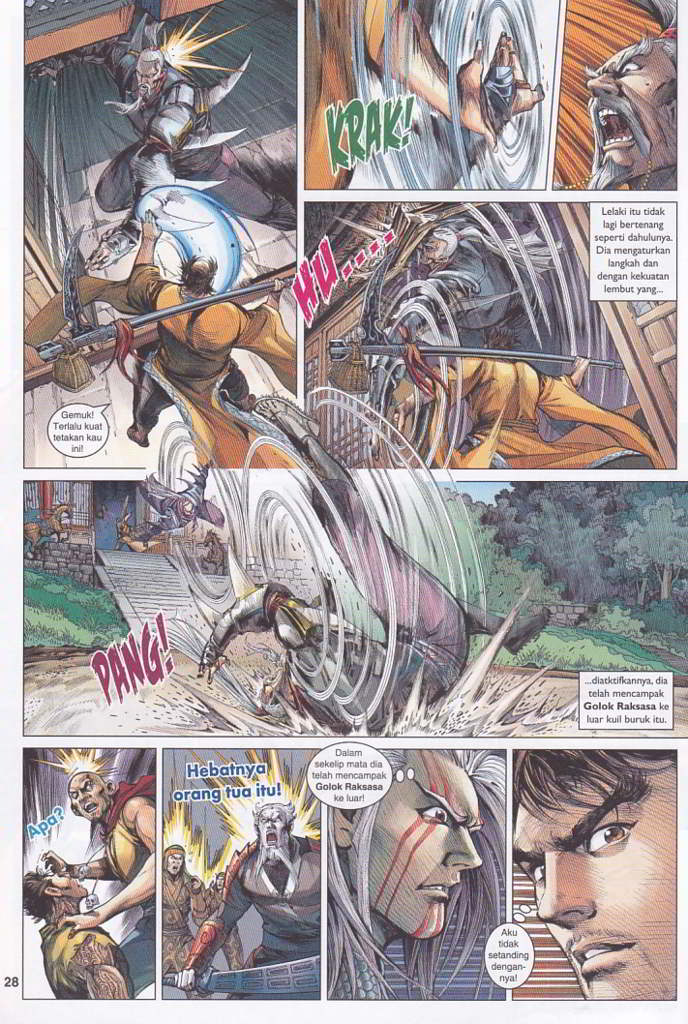 KRAK!
Gemuk!
Terlalu kuat
tetakan kau
ini!
HU....
Lelaki itu tidak
lagi bertenang
seperti dahulunya.
Dia mengaturkan
langkah dan
dengan kekuatan
lembut yang...
PANG!
...diatktifkannya, dia
telah mencampak
Golok Raksasa ke
luar kuil buruk itu.
Apa?
Hebatnya
orang tua itu!
Dalam
sekelip mata dia
telah mencampak
Golok Raksasa
ke luar!
Aku
tidak
setanding
dengan-
nya!
28